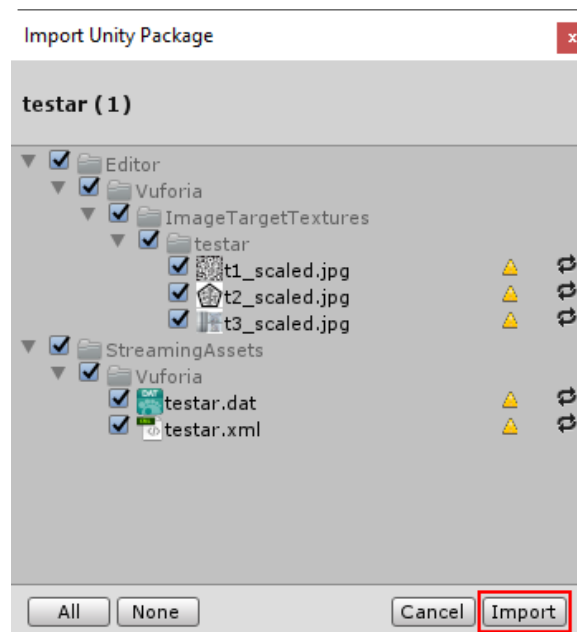 Import Unity Package
x
testar (1)
Editor
Vuforia
ImageTargetTextures
testar
t1_scaled.jpg
t2_scaled.jpg
t3_scaled.jpg
StreamingAssets
Vuforia
DAT testar.dat
testar.xml
All None Cancel Import